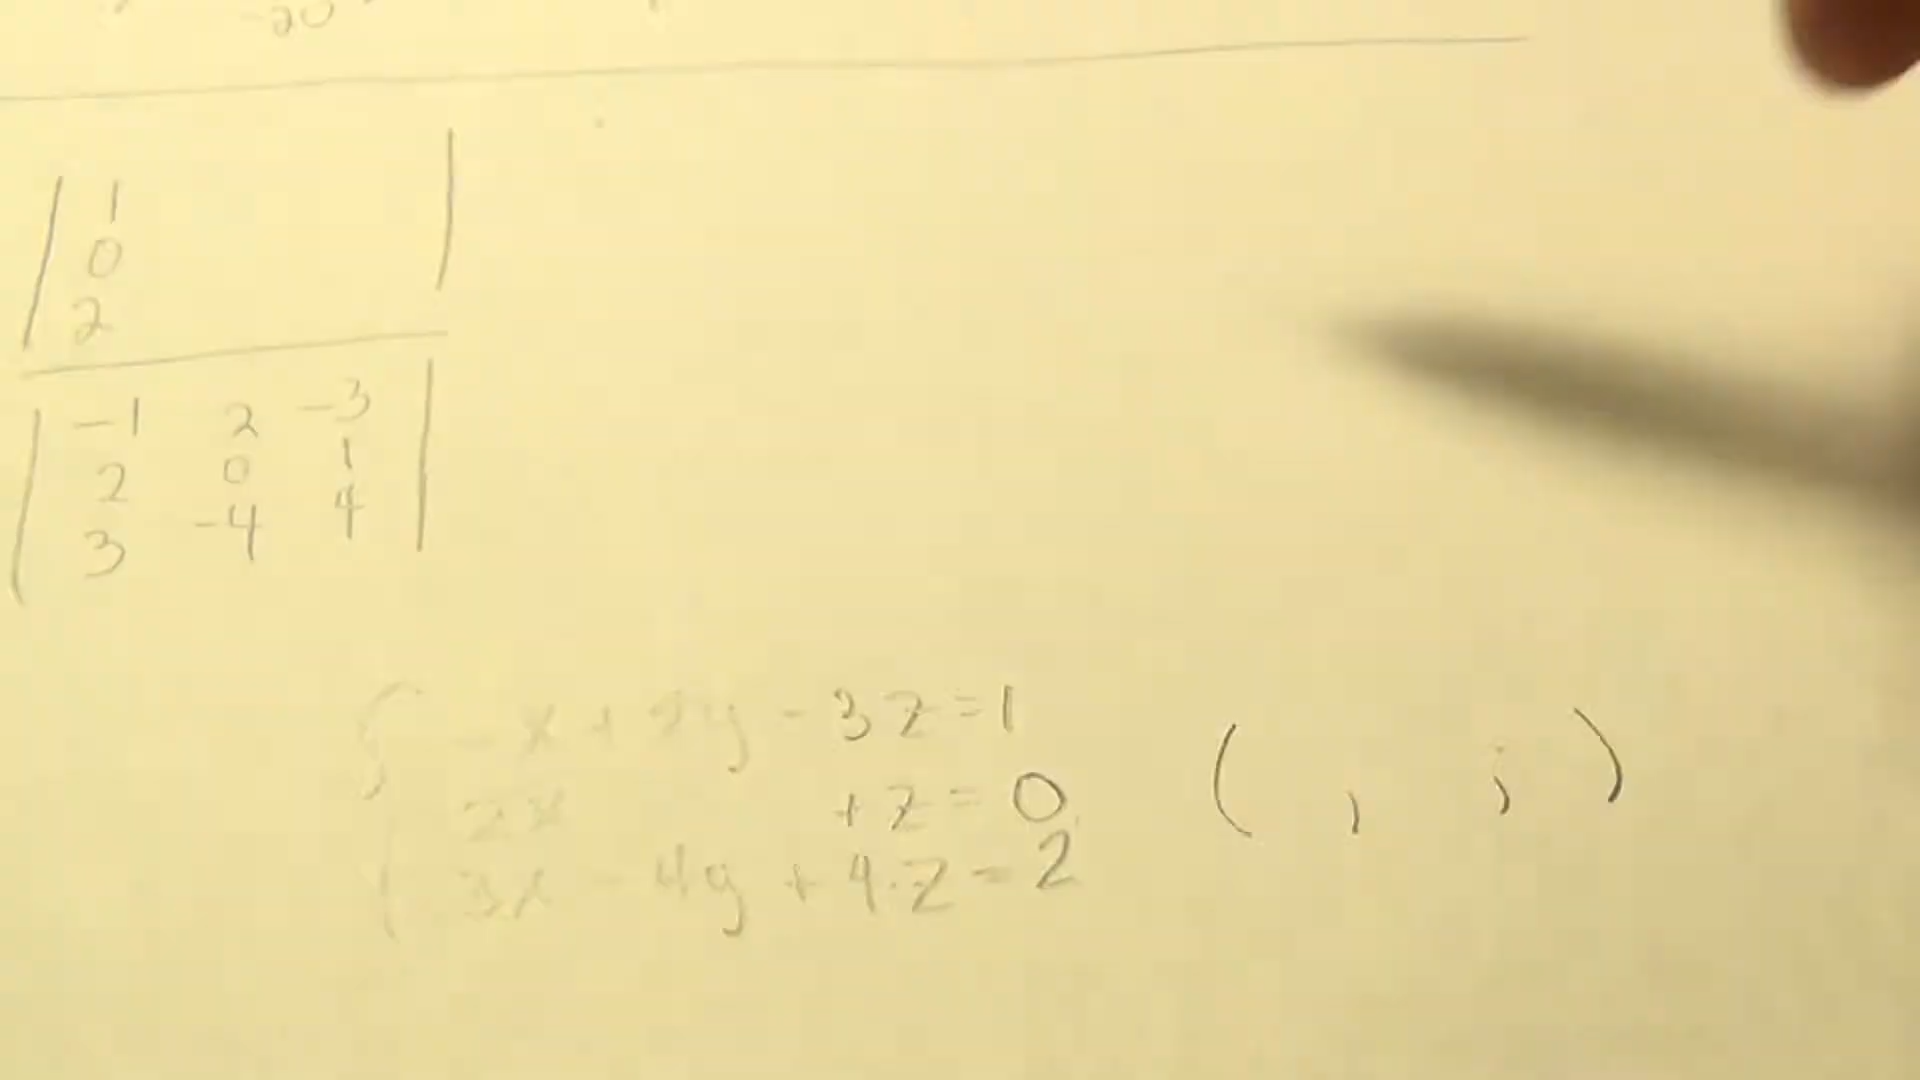 -20
| 1 |
0
2
| -1 2 -3 |
2 0 1
3 -4 4
{ -x + 2y - 3z = 1
2x + z = 0
3x - 4y + 4z = 2
( , , )